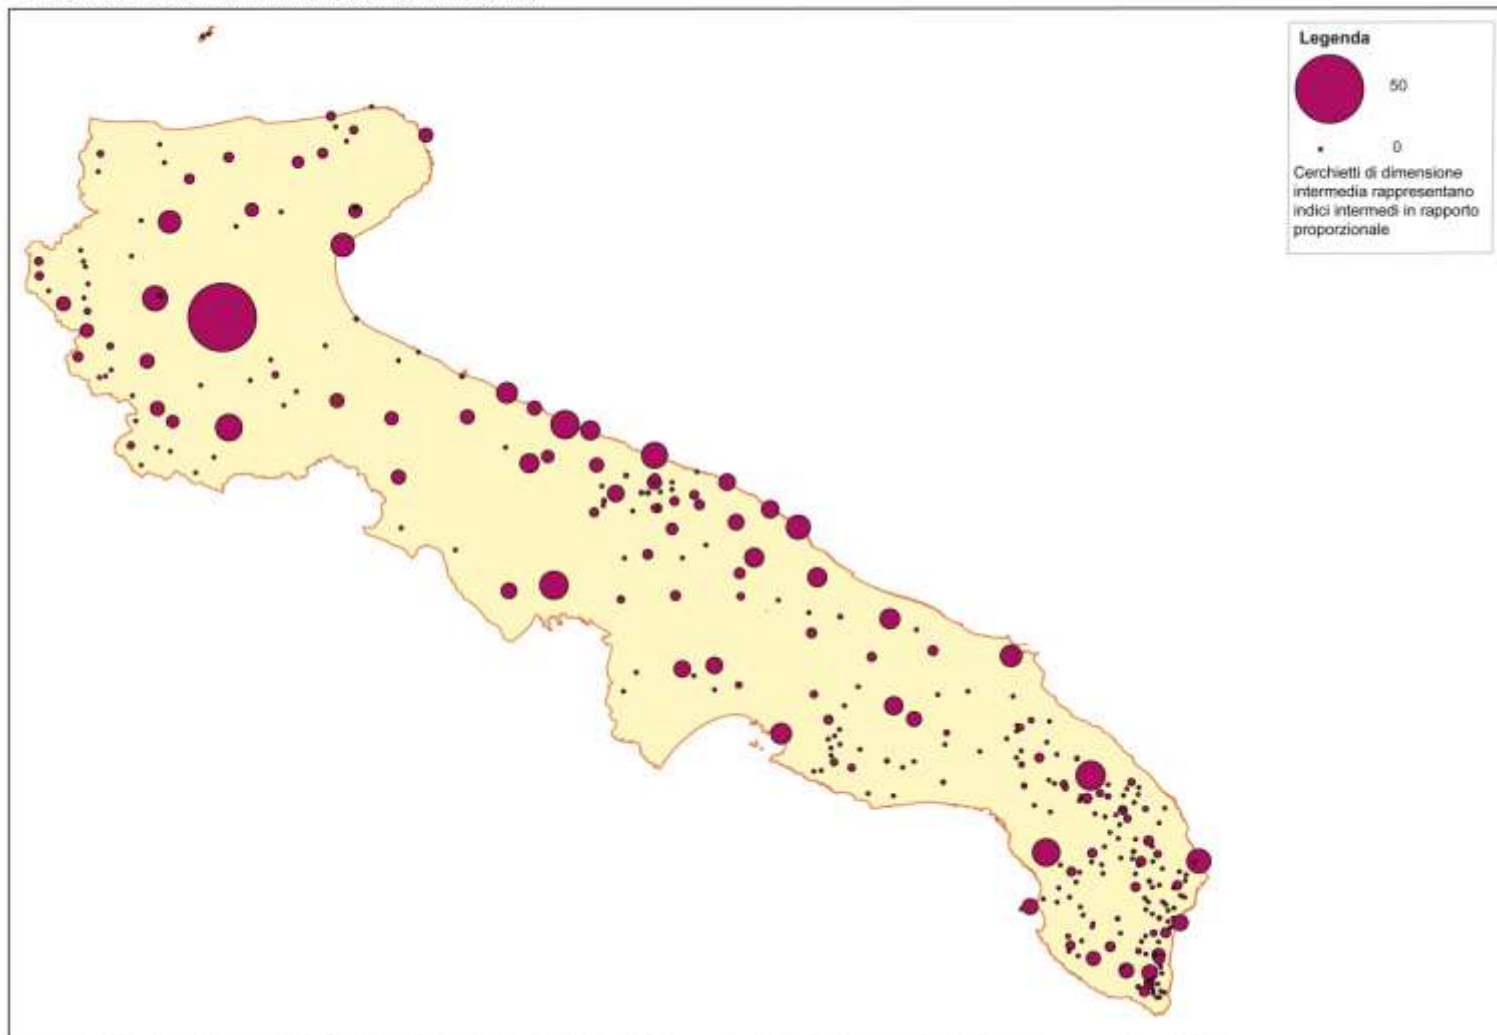 Legenda
50
0
Cerchietti di dimensione
intermedia rappresentano
indici intermedi in rapporto
proporzionale